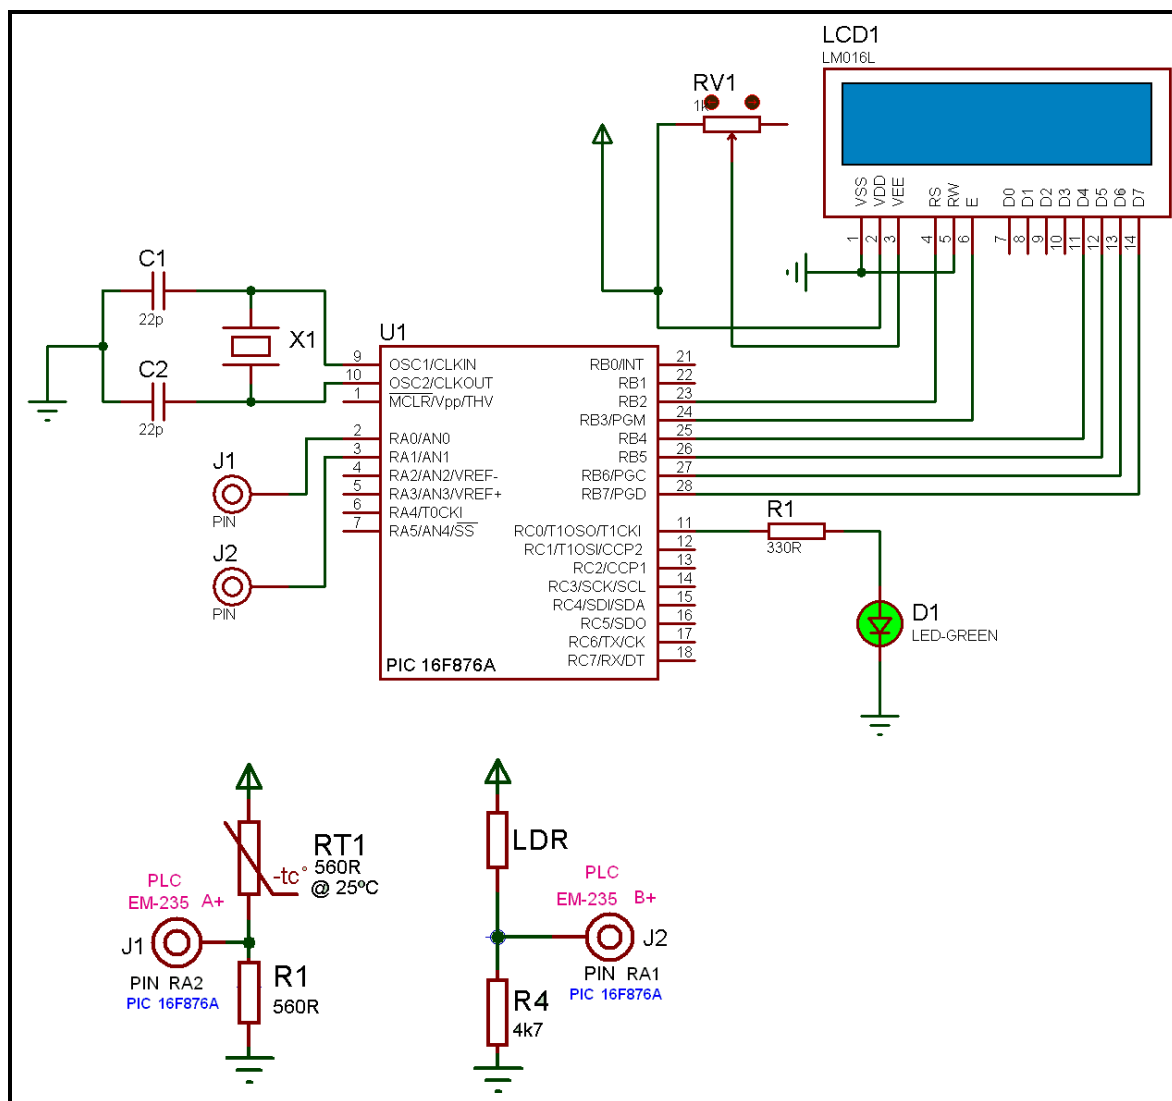 LCD1
LM016L
RV1
1k
VSS
VDD
VEE
RS
RW
E
D0
D1
D2
D3
D4
D5
D6
D7
1
2
3
4
5
6
7
8
9
10
11
12
13
14
C1
22p
X1
C2
22p
U1
9 OSC1/CLKIN RB0/INT 21
10 OSC2/CLKOUT RB1 22
1 MCLR/Vpp/THV RB2 23
RB3/PGM 24
2 RA0/AN0 RB4 25
3 RA1/AN1 RB5 26
4 RA2/AN2/VREF- RB6/PGC 27
5 RA3/AN3/VREF+ RB7/PGD 28
6 RA4/T0CKI
7 RA5/AN4/SS RC0/T1OSO/T1CKI 11
RC1/T1OSI/CCP2 12
RC2/CCP1 13
RC3/SCK/SCL 14
RC4/SDI/SDA 15
RC5/SDO 16
RC6/TX/CK 17
RC7/RX/DT 18
PIC 16F876A
J1
PIN
J2
PIN
R1
330R
D1
LED-GREEN
RT1
560R
@ 25ºC
-tc°
PLC
EM-235 A+
J1
PIN RA2
PIC 16F876A
R1
560R
LDR
PLC
EM-235 B+
J2
PIN RA1
PIC 16F876A
R4
4k7